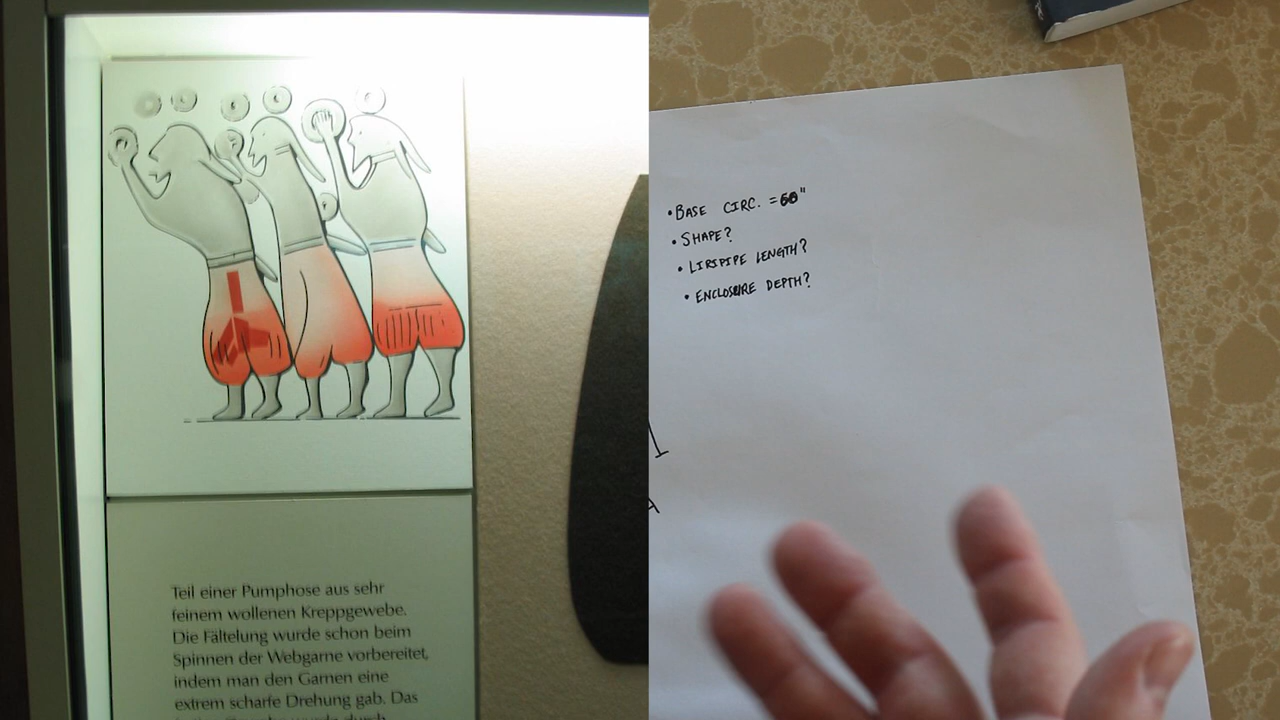 Teil einer Pumphose aus sehr
feinem wollenen Kreppgewebe.
Die Fältelung wurde schon beim
Spinnen der Webgarne vorbereitet,
indem man den Garnen eine
extrem scharfe Drehung gab. Das
• BASE CIRC. = 60"
• SHAPE?
• LIRIPIPE LENGTH?
• ENCLOSURE DEPTH?